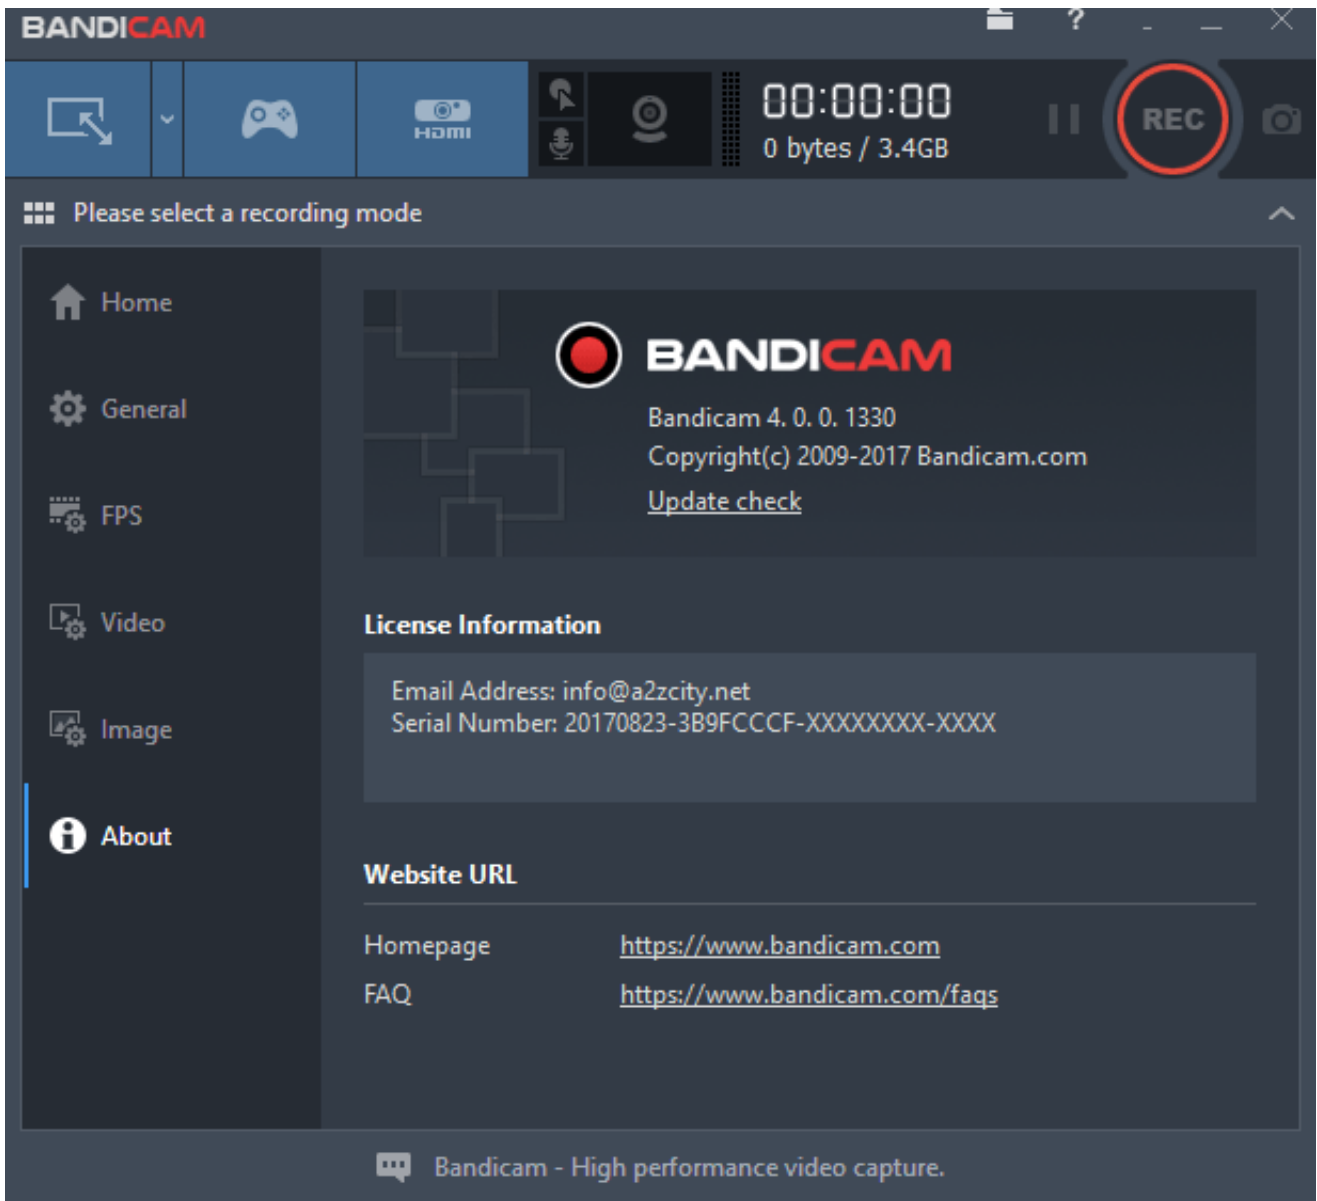 BANDICAM
?
HDMI
00:00:00
0 bytes / 3.4GB
REC
Please select a recording mode
Home
General
FPS
Video
Image
About
BANDICAM
Bandicam 4. 0. 0. 1330
Copyright(c) 2009-2017 Bandicam.com
Update check
License Information
Email Address: info@a2zcity.net
Serial Number: 20170823-3B9FCCCF-XXXXXXXX-XXXX
Website URL
Homepage https://www.bandicam.com
FAQ https://www.bandicam.com/faqs
Bandicam - High performance video capture.